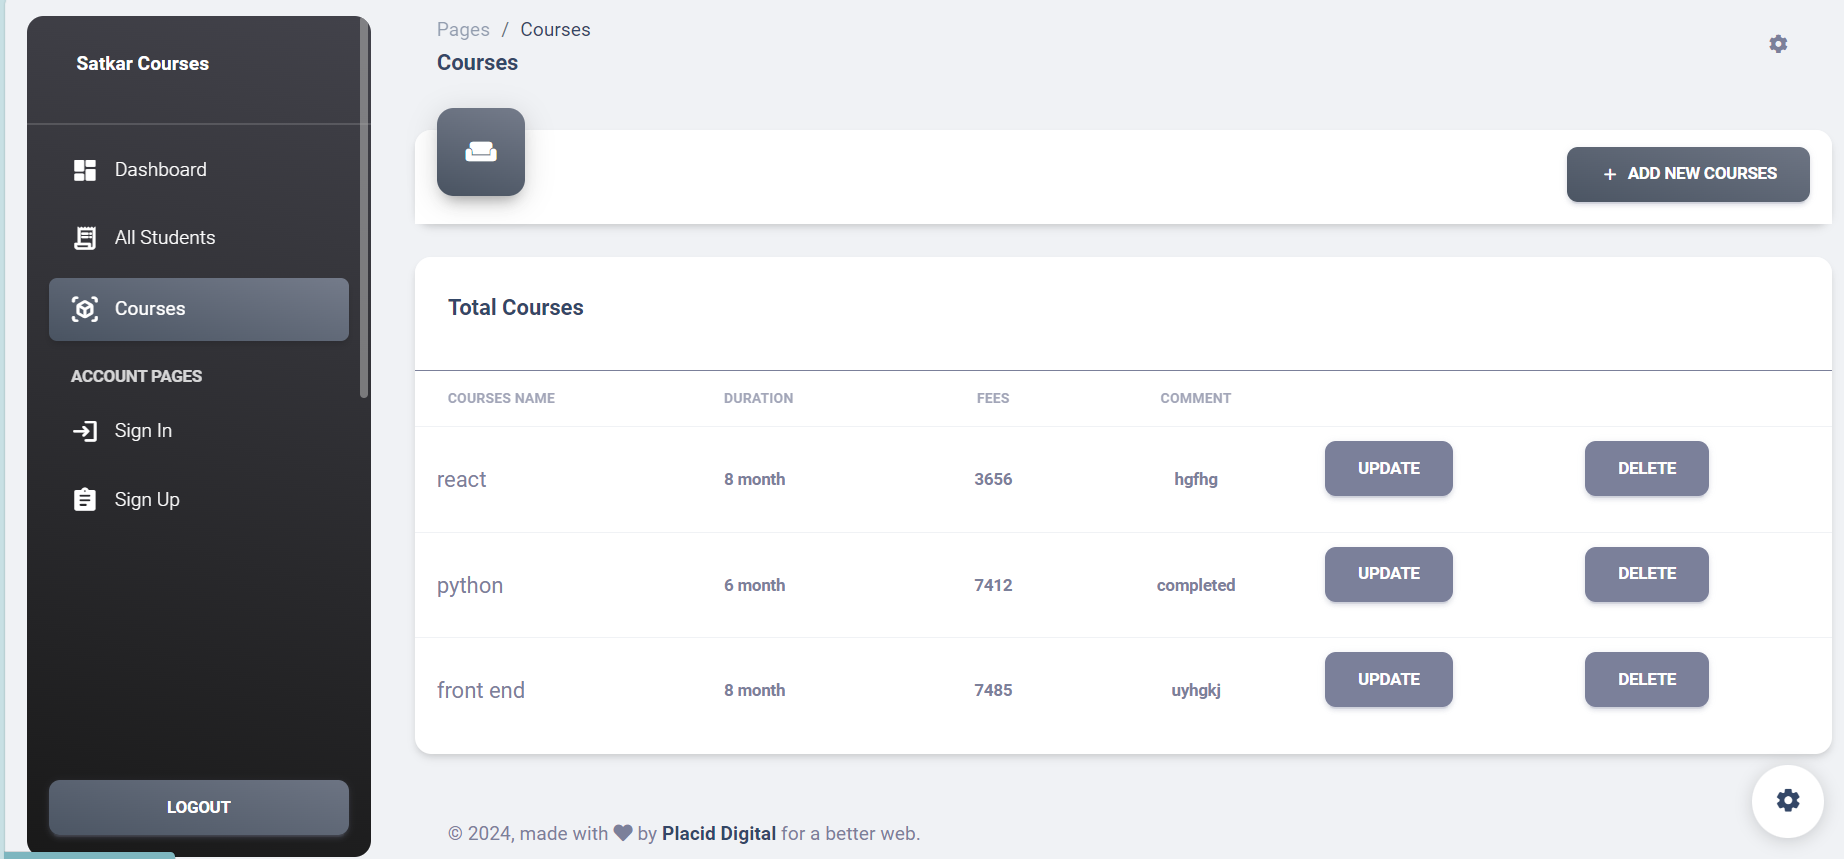 Satkar Courses
Dashboard
All Students
Courses
ACCOUNT PAGES
Sign In
Sign Up
LOGOUT
Pages / Courses
Courses
+ ADD NEW COURSES
Total Courses
COURSES NAME DURATION FEES COMMENT
react 8 month 3656 hgfhg UPDATE DELETE
python 6 month 7412 completed UPDATE DELETE
front end 8 month 7485 uyhgkj UPDATE DELETE
© 2024, made with ♥ by Placid Digital for a better web.